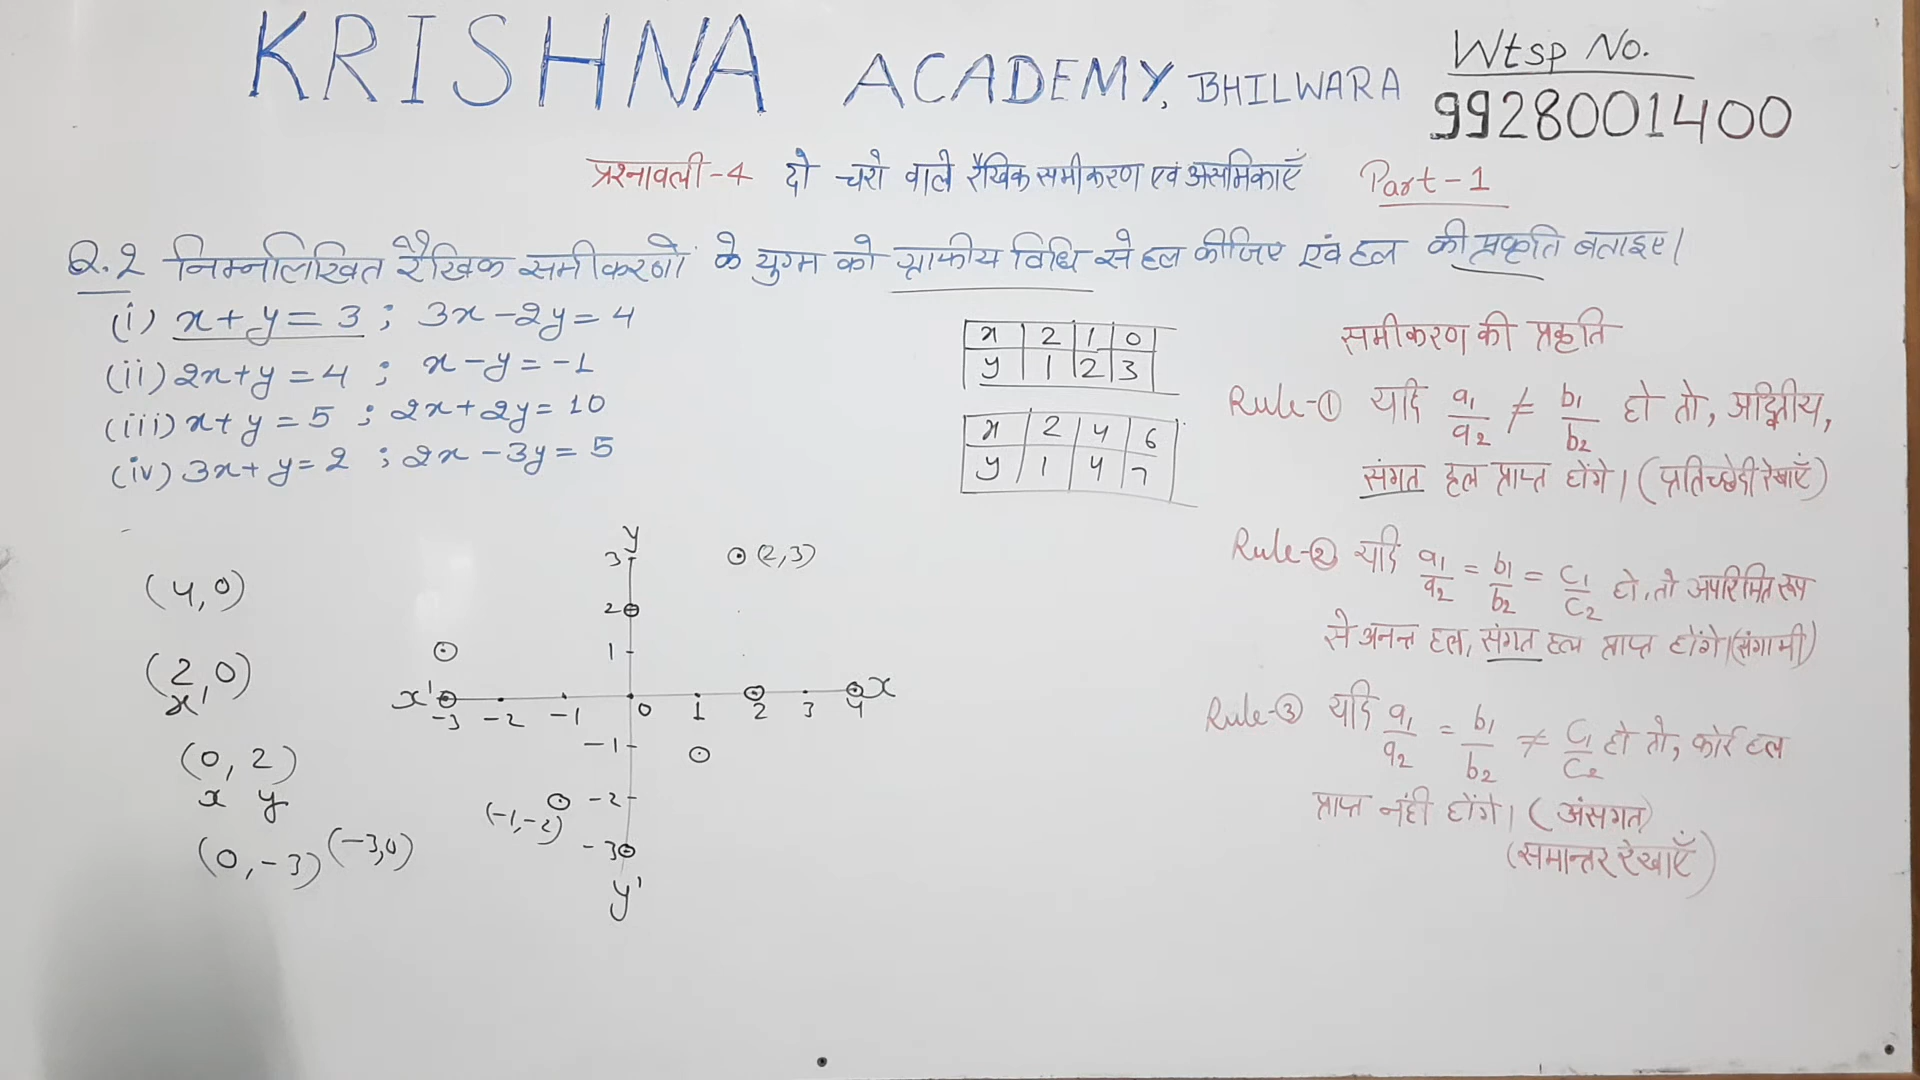 KRISHNA ACADEMY, BHILWARA
Wtsp No.
9928001400
प्रश्नावली-4 दो चरो वाले रैखिक समीकरण एवं असमिकाएँ Part-1
Q.2 निम्नलिखित रैखिक समीकरणों के युग्म को ग्राफीय विधि से हल कीजिए एवं हल की प्रकृति बताइए।
(i) x+y=3 ; 3x-2y=4
(ii) 2x+y=4 ; x-y=-1
(iii) x+y=5 ; 2x+2y=10
(iv) 3x+y=2 ; 2x-3y=5
x 2 1 0
y 1 2 3
x 2 4 6
y 1 4 7
समीकरण की प्रकृति
Rule-① यदि a₁/a₂ ≠ b₁/b₂ हो तो, अद्वितीय,
संगत हल प्राप्त होंगे। (प्रतिच्छेदी रेखाएँ)
Rule-② यदि a₁/a₂ = b₁/b₂ = c₁/c₂ हो, तो अपरिमित रूप
से अनन्त हल, संगत हल प्राप्त होंगे। (संगामी)
Rule-③ यदि a₁/a₂ = b₁/b₂ ≠ c₁/c₂ हो तो, कोई हल
प्राप्त नंही होंगे। (अंसगत)
(समान्तर रेखाएँ)
(4,0)
(2,0)
x'
(0,2)
x y
(0,-3) (-3,0)
y
3 (2,3)
2
1
x' -3 -2 -1 0 1 2 3 4 x
-1
(-1,-2) -2
-3
y'